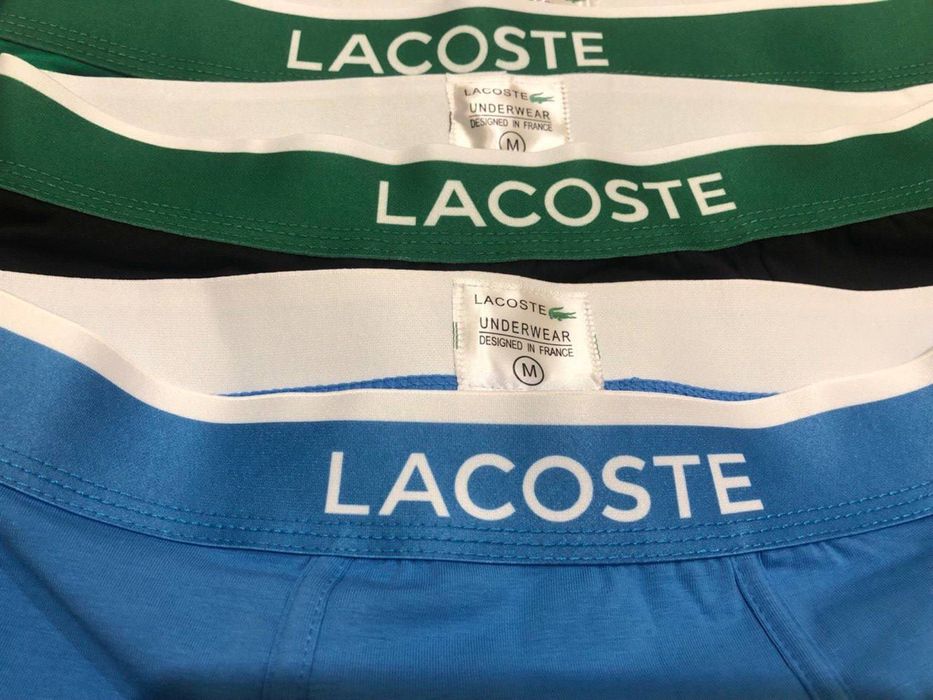 LACOSTE
LACOSTE
UNDERWEAR
DESIGNED IN FRANCE
M
LACOSTE
LACOSTE
UNDERWEAR
DESIGNED IN FRANCE
M
LACOSTE